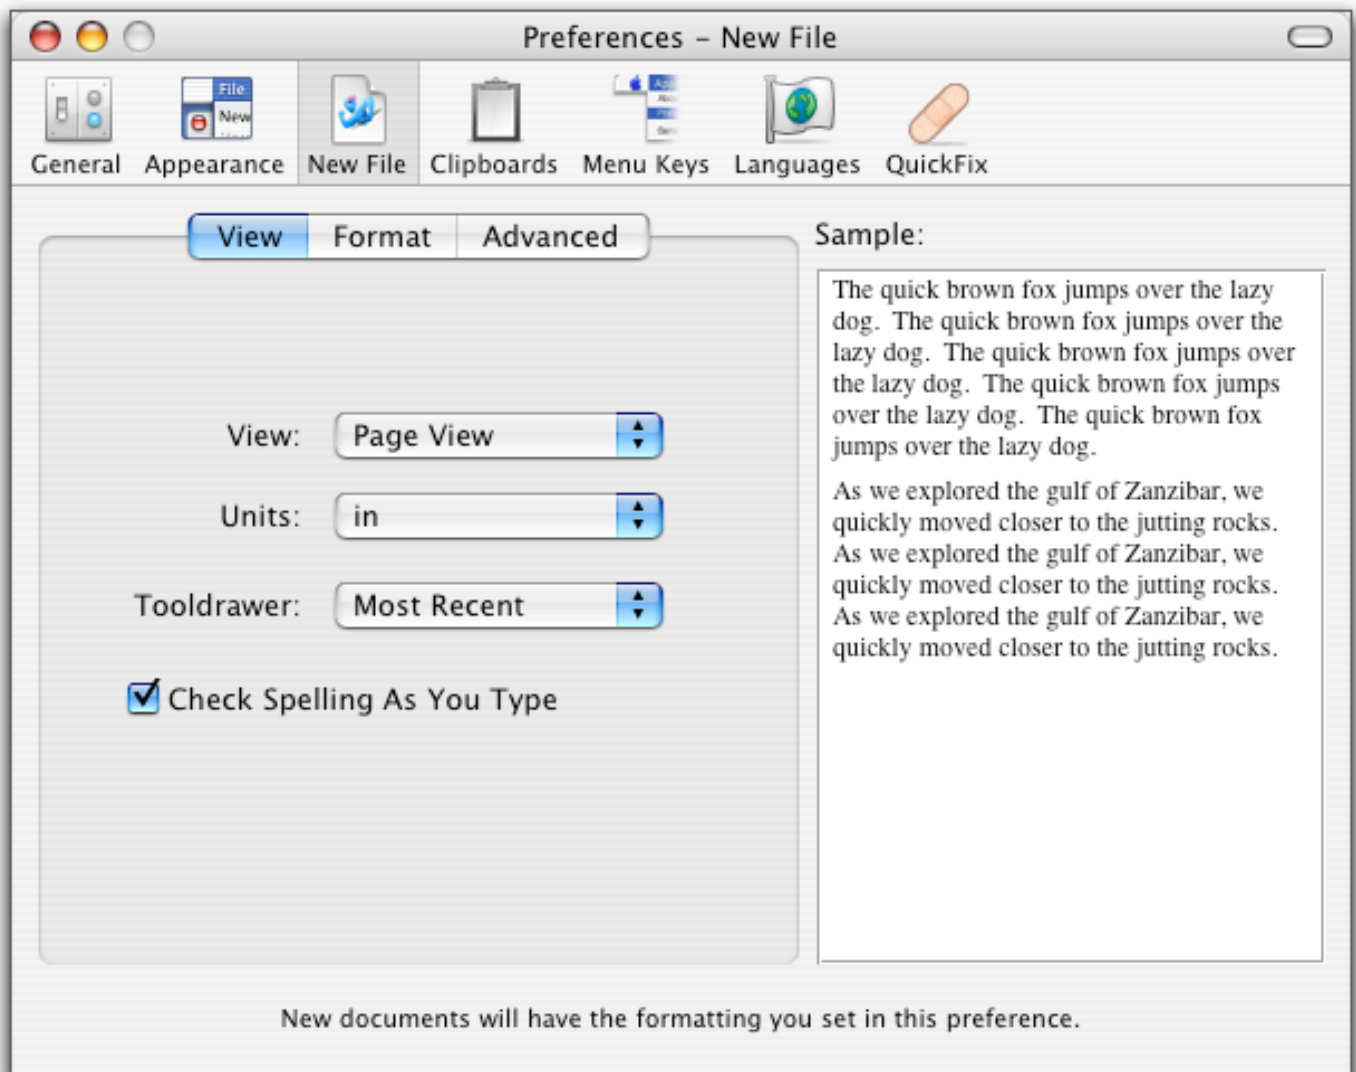 Preferences – New File
File
New
General Appearance New File Clipboards Menu Keys Languages QuickFix
View Format Advanced
Sample:
The quick brown fox jumps over the lazy
dog.  The quick brown fox jumps over the
lazy dog.  The quick brown fox jumps over
the lazy dog.  The quick brown fox jumps
over the lazy dog.  The quick brown fox
jumps over the lazy dog.
As we explored the gulf of Zanzibar, we
quickly moved closer to the jutting rocks.
As we explored the gulf of Zanzibar, we
quickly moved closer to the jutting rocks.
As we explored the gulf of Zanzibar, we
quickly moved closer to the jutting rocks.
View: Page View
Units: in
Tooldrawer: Most Recent
Check Spelling As You Type
New documents will have the formatting you set in this preference.